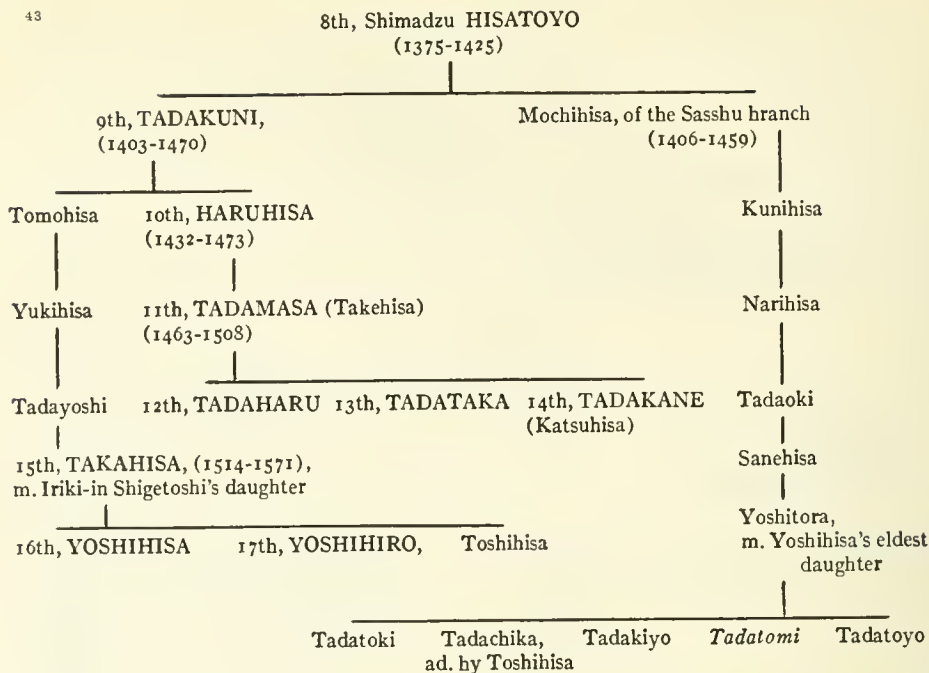 43
8th, Shimadzu HISATOYO
(1375-1425)
9th, TADAKUNI,
(1403-1470)
Mochihisa, of the Sasshu hranch
(1406-1459)
Tomohisa 10th, HARUHISA
(1432-1473)
Kunihisa
Yukihisa 11th, TADAMASA (Takehisa)
(1463-1508)
Narihisa
Tadayoshi 12th, TADAHARU 13th, TADATAKA 14th, TADAKANE
(Katsuhisa)
Tadaoki
15th, TAKAHISA, (1514-1571),
m. Iriki-in Shigetoshi's daughter
Sanehisa
16th, YOSHIHISA 17th, YOSHIHIRO, Toshihisa
Yoshitora,
m. Yoshihisa's eldest
daughter
Tadatoki Tadachika, Tadakiyo Tadatomi Tadatoyo
ad. by Toshihisa